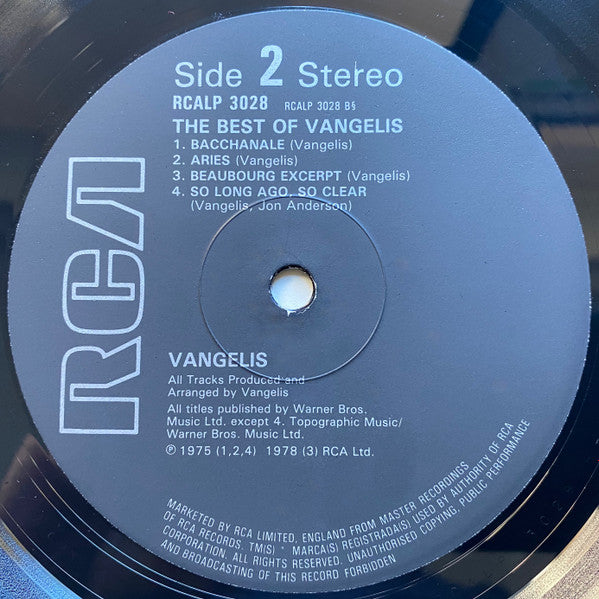 Side 2 Stereo
RCALP 3028 RCALP 3028 B§
THE BEST OF VANGELIS
1. BACCHANALE (Vangelis)
2. ARIES (Vangelis)
3. BEAUBOURG EXCERPT (Vangelis)
4. SO LONG AGO, SO CLEAR
(Vangelis, Jon Anderson)
RCA
VANGELIS
All Tracks Produced and
Arranged by Vangelis
All titles published by Warner Bros.
Music Ltd. except 4. Topographic Music/
Warner Bros. Music Ltd.
℗ 1975 (1,2,4) 1978 (3) RCA Ltd.
MARKETED BY RCA LIMITED, ENGLAND FROM MASTER RECORDINGS
OF RCA RECORDS. TM(S) ® MARCA(S) REGISTRADA(S) USED BY AUTHORITY OF RCA
CORPORATION. ALL RIGHTS RESERVED. UNAUTHORISED COPYING, PUBLIC PERFORMANCE
AND BROADCASTING OF THIS RECORD FORBIDDEN